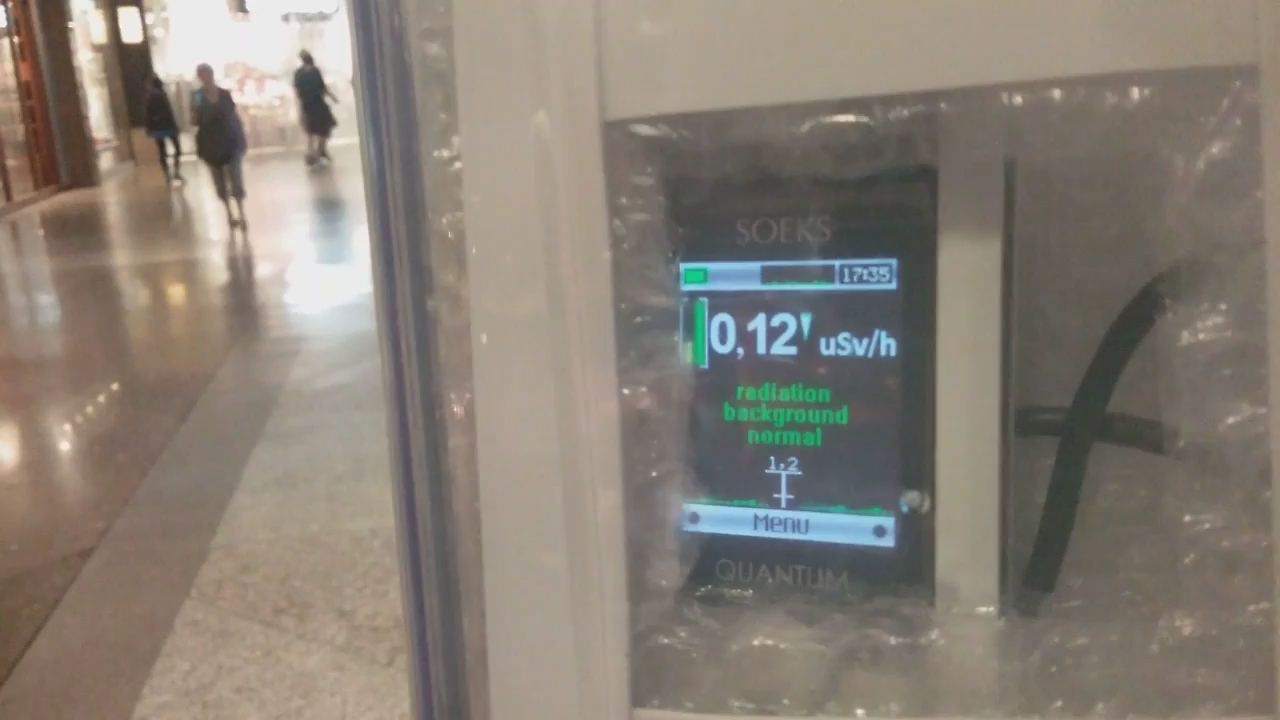 SOEKS
17:35
0,12 uSv/h
radiation
background
normal
1,2
Menu
QUANTUM